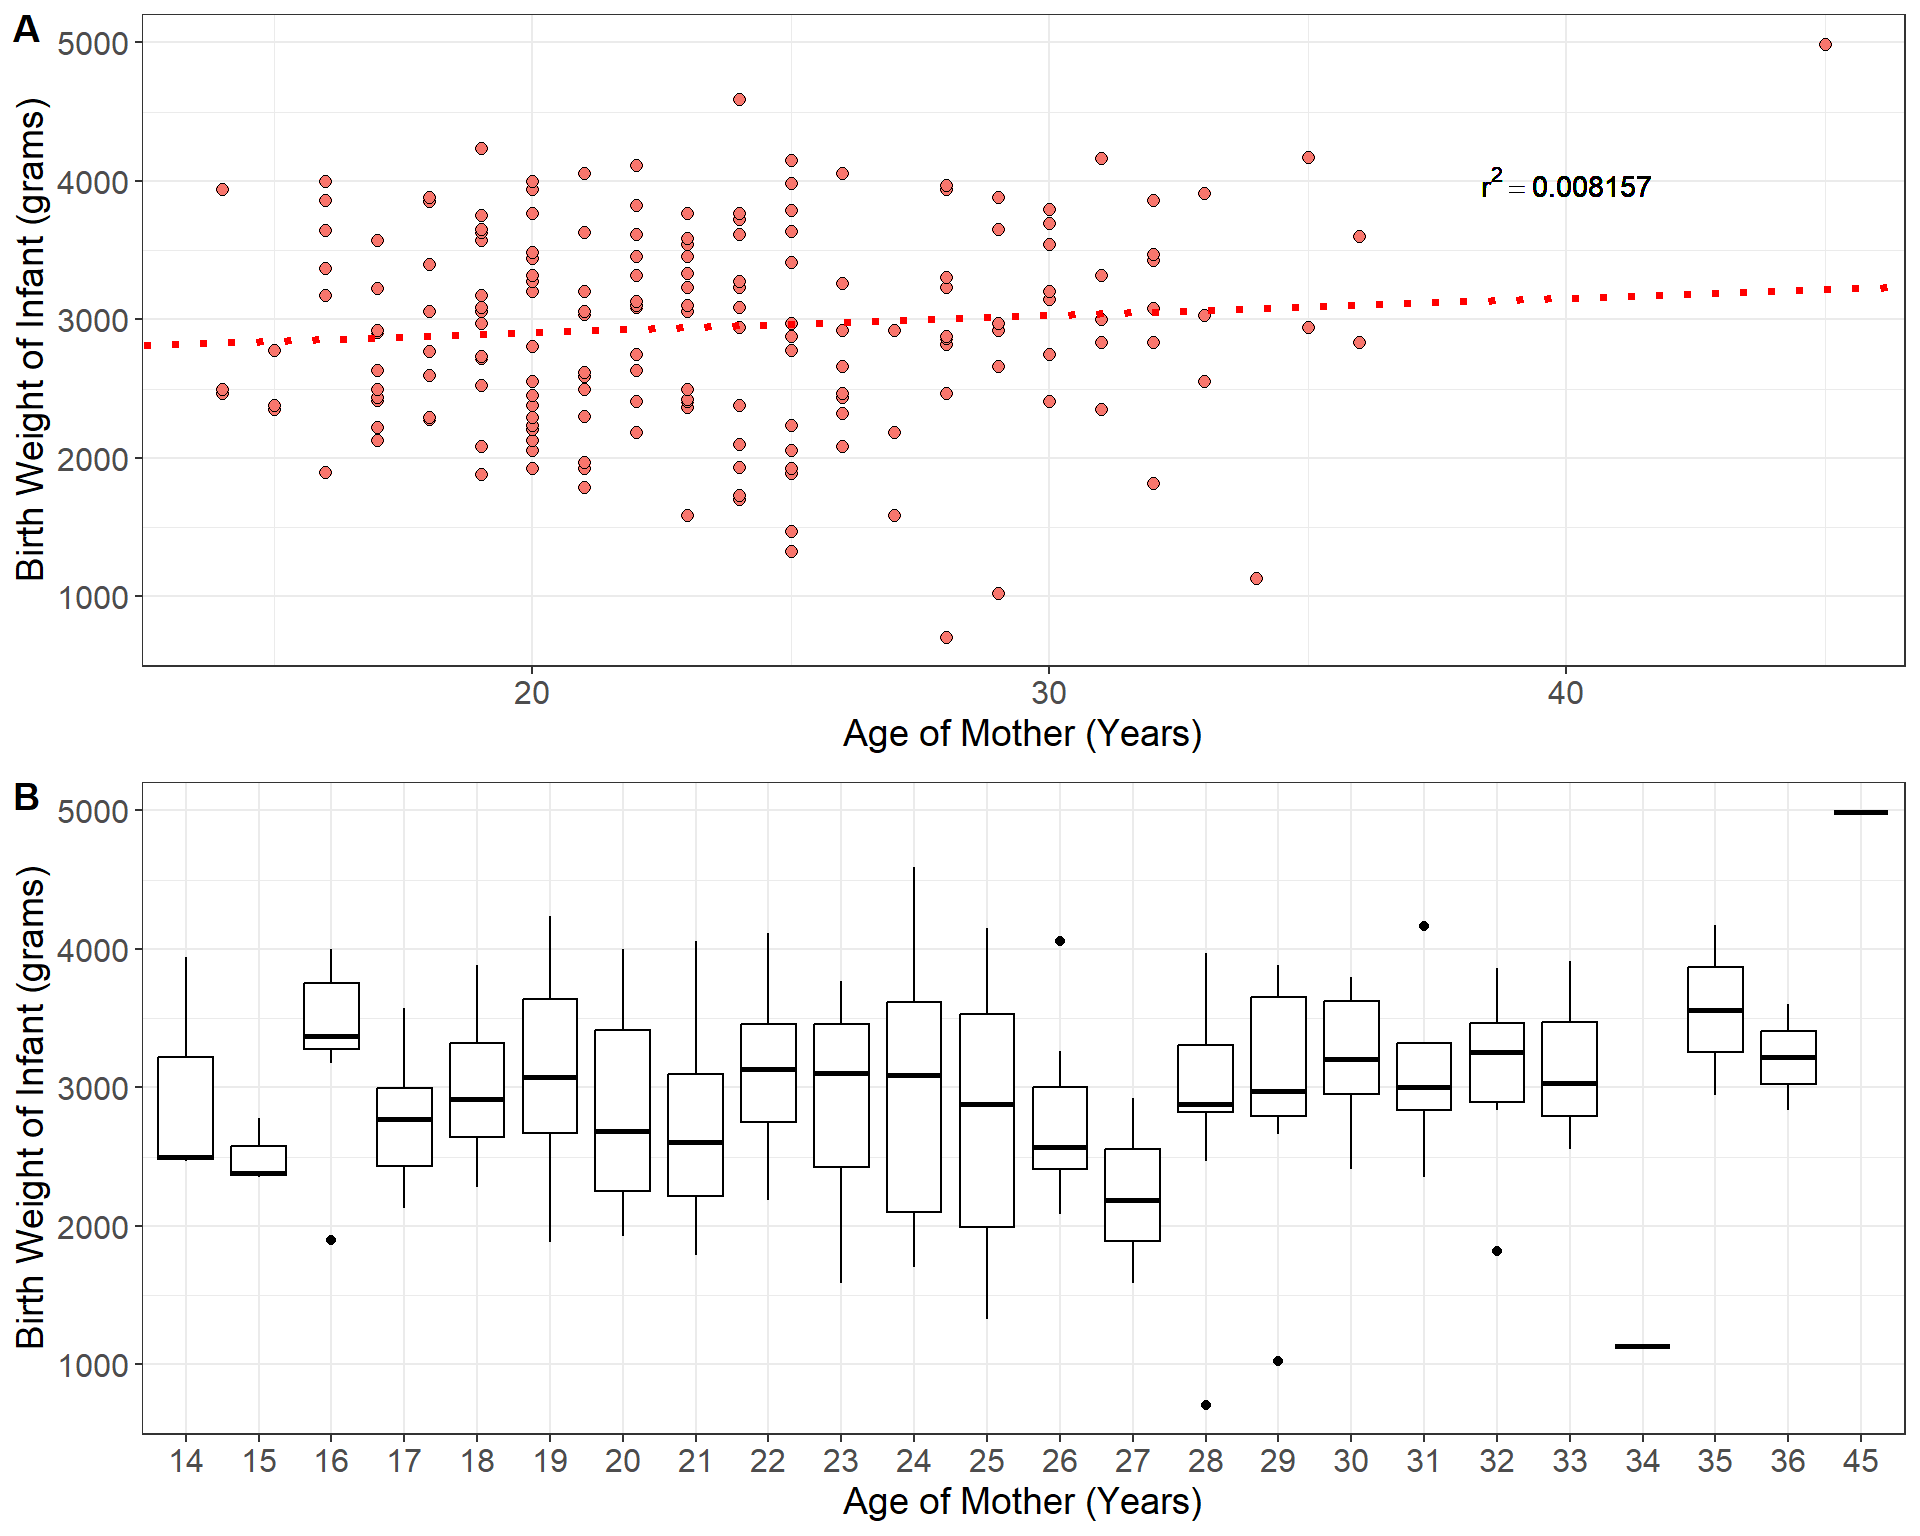 A
5000
4000
3000
2000
1000
Birth Weight of Infant (grams)
r² = 0.008157
20 30 40
Age of Mother (Years)
B
5000
4000
3000
2000
1000
Birth Weight of Infant (grams)
14 15 16 17 18 19 20 21 22 23 24 25 26 27 28 29 30 31 32 33 34 35 36 45
Age of Mother (Years)